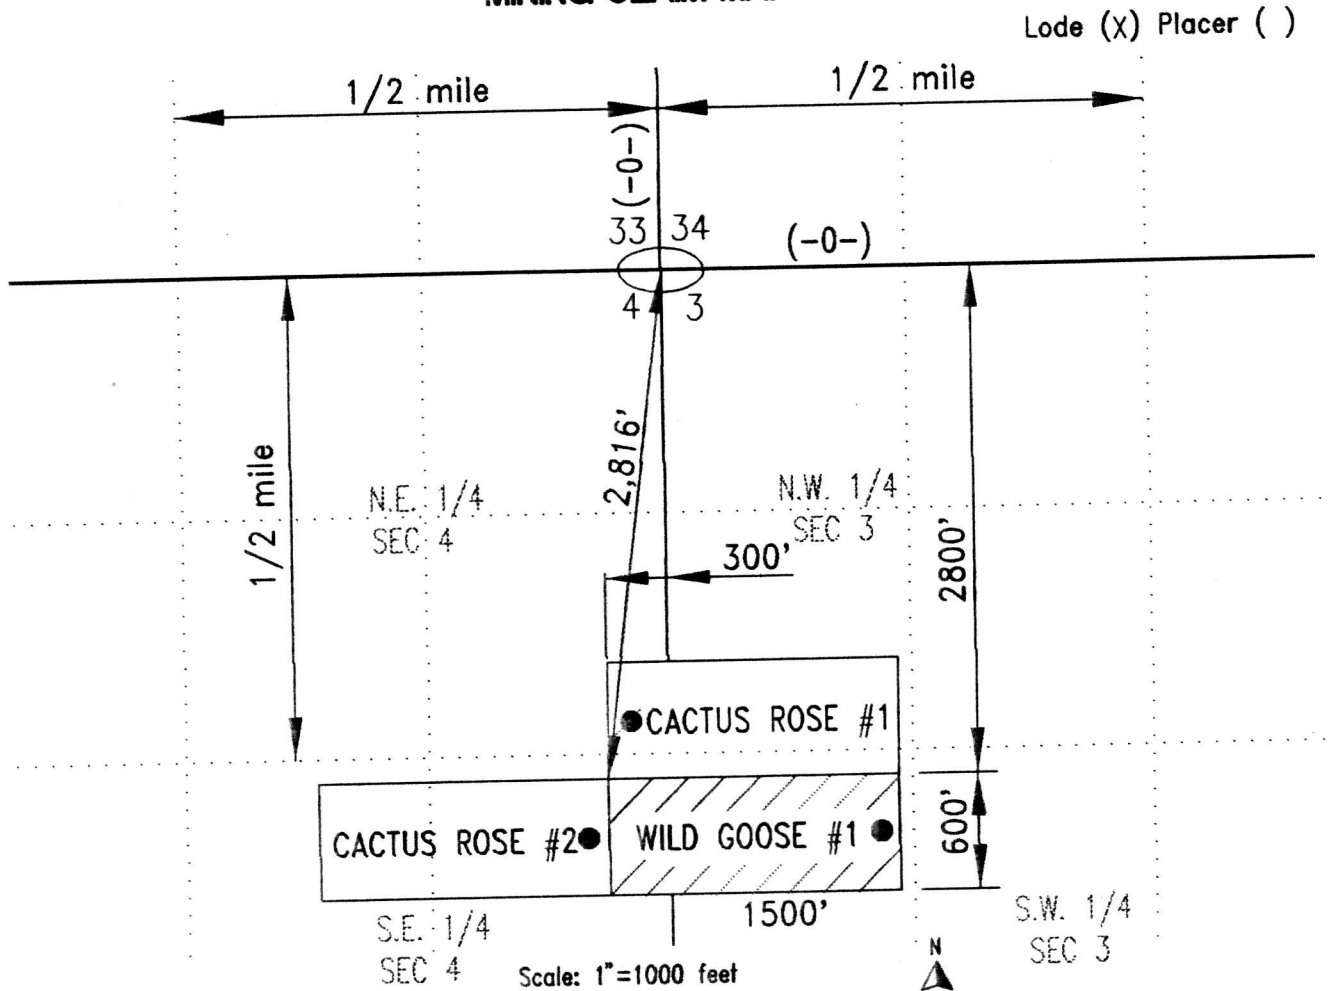 Lode (X) Placer ( )
1/2 mile
1/2 mile
(-0-)
33 34
(-0-)
4 3
2,816'
1/2 mile
N.E. 1/4
SEC 4
N.W. 1/4
SEC 3
300'
2800'
CACTUS ROSE #1
CACTUS ROSE #2
WILD GOOSE #1
600'
1500'
S.E. 1/4
SEC 4
S.W. 1/4
SEC 3
Scale: 1"=1000 feet
N